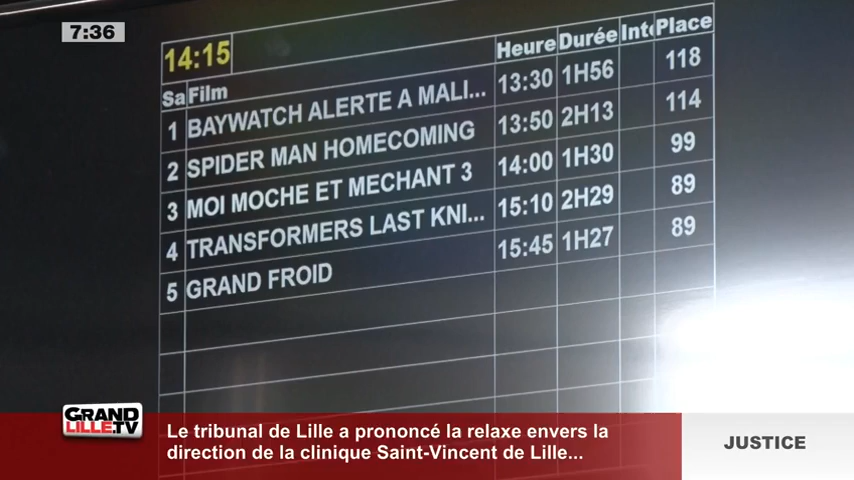 7:36
14:15
Sa Film Heure Durée Inte Place
1 BAYWATCH ALERTE A MALI... 13:30 1H56 118
2 SPIDER MAN HOMECOMING 13:50 2H13 114
3 MOI MOCHE ET MECHANT 3 14:00 1H30 99
4 TRANSFORMERS LAST KNI... 15:10 2H29 89
5 GRAND FROID 15:45 1H27 89
GRAND
LILLE.TV
Le tribunal de Lille a prononcé la relaxe envers la
direction de la clinique Saint-Vincent de Lille...
JUSTICE